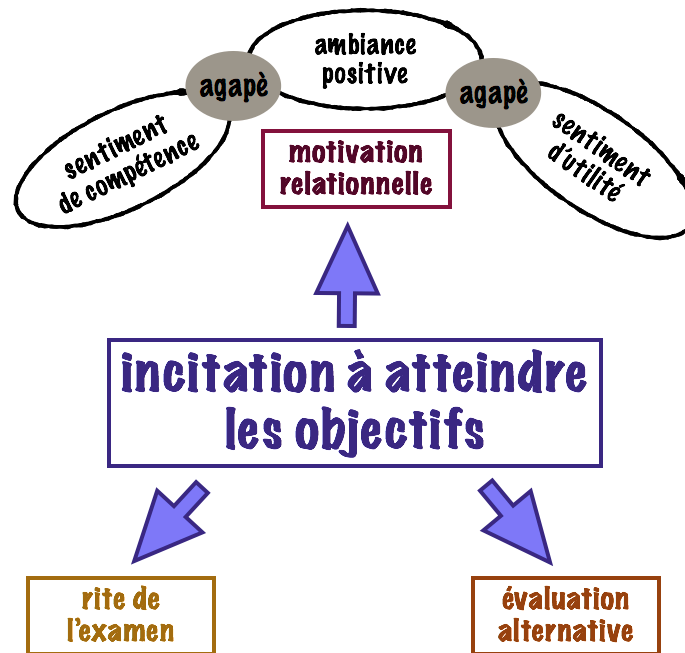 ambiance
positive
agapè
agapè
sentiment
de compétence
sentiment
d'utilité
motivation
relationnelle
incitation à atteindre
les objectifs
rite de
l'examen
évaluation
alternative